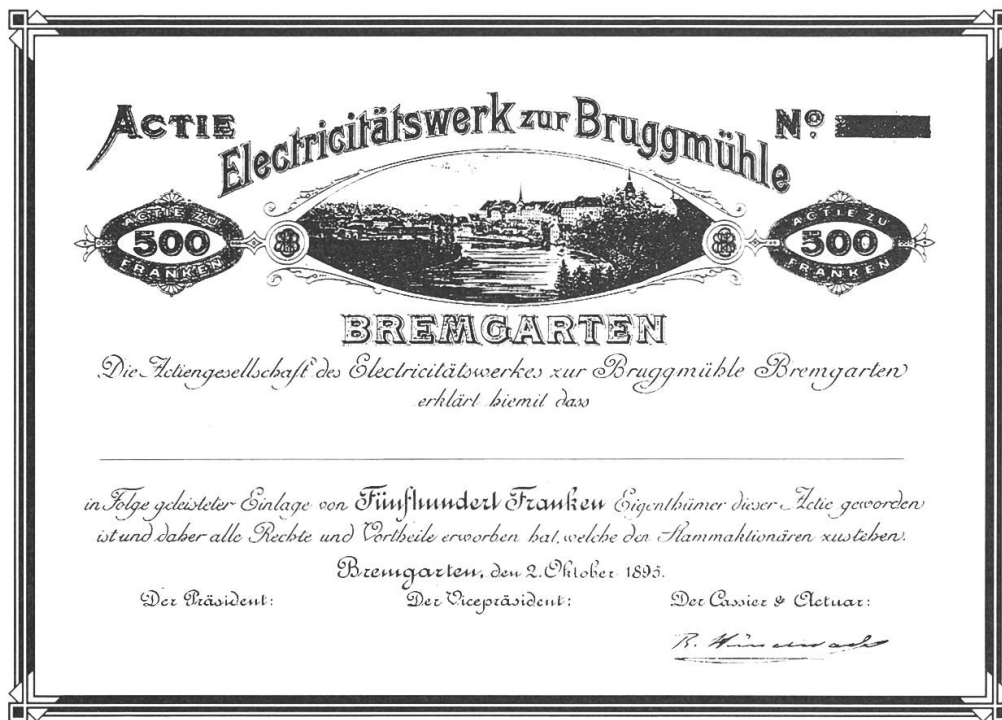 ACTIE
Electricitätswerk zur Bruggmühle
Nº
ACTIE ZU
500
FRANKEN
ACTIE ZU
500
FRANKEN
BREMGARTEN
Die Actiengesellschaft des Electricitätswerkes zur Bruggmühle Bremgarten
erklärt hiemit dass
in Folge geleisteter Einlage von Fünfhundert Franken Eigenthümer dieser Actie geworden
ist und daher alle Rechte und Vortheile erworben hat, welche den Stammaktionären zustehen.
Bremgarten, den 2. Oktober 1895.
Der Präsident:
Der Vicepräsident:
Der Cassier & Actuar:
R.